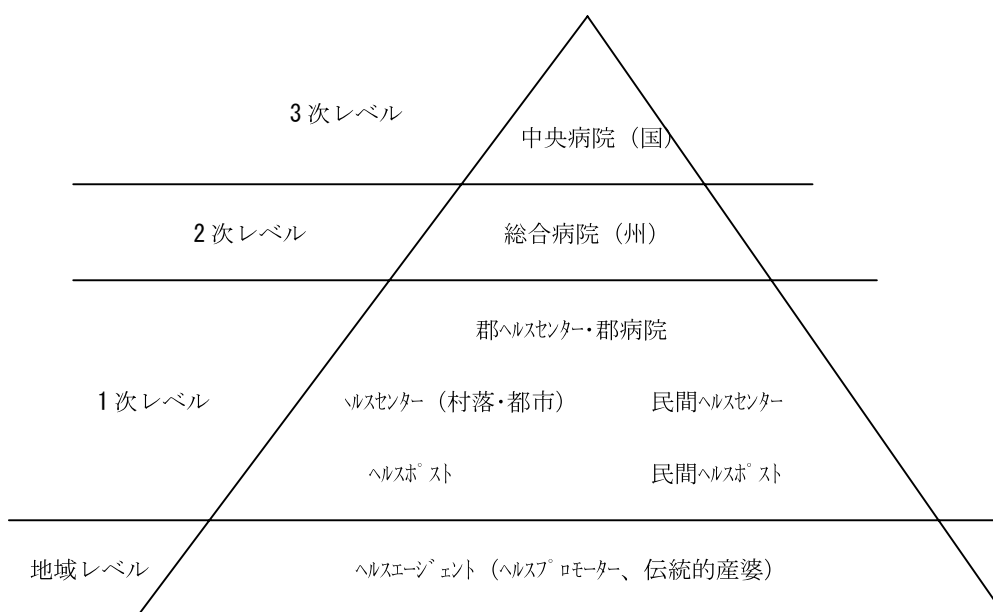 3次レベル
中央病院（国）
2次レベル
総合病院（州）
郡ﾍﾙｽｾﾝﾀｰ・郡病院
1次レベル
ﾍﾙｽｾﾝﾀｰ（村落・都市）
民間ﾍﾙｽｾﾝﾀｰ
ﾍﾙｽﾎﾟｽﾄ
民間ﾍﾙｽﾎﾟｽﾄ
地域レベル
ﾍﾙｽｴｰｼﾞｪﾝﾄ（ﾍﾙｽﾌﾟﾛﾓｰﾀｰ、伝統的産婆）